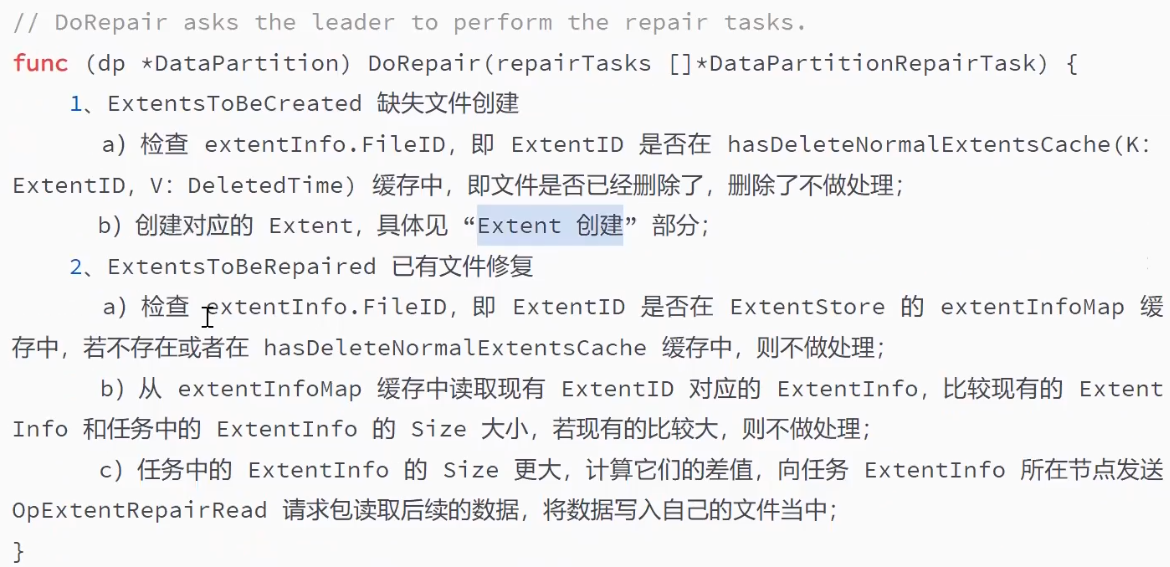 // DoRepair asks the leader to perform the repair tasks.
func (dp *DataPartition) DoRepair(repairTasks []*DataPartitionRepairTask) {
1、ExtentsToBeCreated 缺失文件创建
a) 检查 extentInfo.FileID，即 ExtentID 是否在 hasDeleteNormalExtentsCache(K：
ExtentID，V：DeletedTime) 缓存中，即文件是否已经删除了，删除了不做处理；
b) 创建对应的 Extent，具体见 “Extent 创建” 部分；
2、ExtentsToBeRepaired 已有文件修复
a) 检查 extentInfo.FileID，即 ExtentID 是否在 ExtentStore 的 extentInfoMap 缓
存中，若不存在或者在 hasDeleteNormalExtentsCache 缓存中，则不做处理；
b) 从 extentInfoMap 缓存中读取现有 ExtentID 对应的 ExtentInfo，比较现有的 Extent
Info 和任务中的 ExtentInfo 的 Size 大小，若现有的比较大，则不做处理；
c) 任务中的 ExtentInfo 的 Size 更大，计算它们的差值，向任务 ExtentInfo 所在节点发送
OpExtentRepairRead 请求包读取后续的数据，将数据写入自己的文件当中；
}